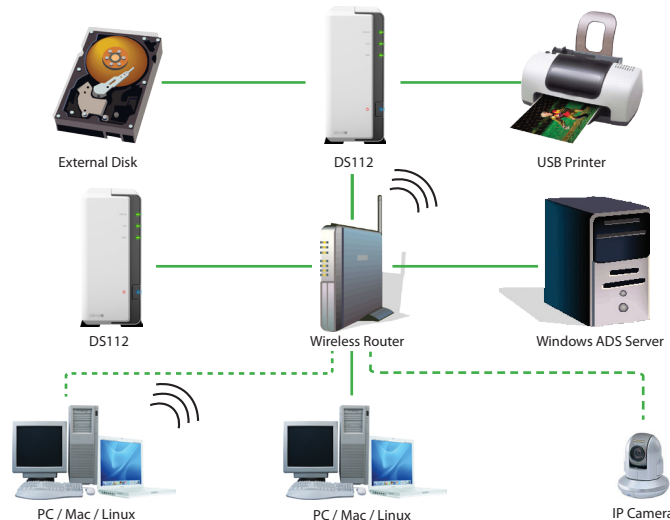 External Disk
DS112
USB Printer
DS112
Wireless Router
Windows ADS Server
PC / Mac / Linux
PC / Mac / Linux
IP Camera